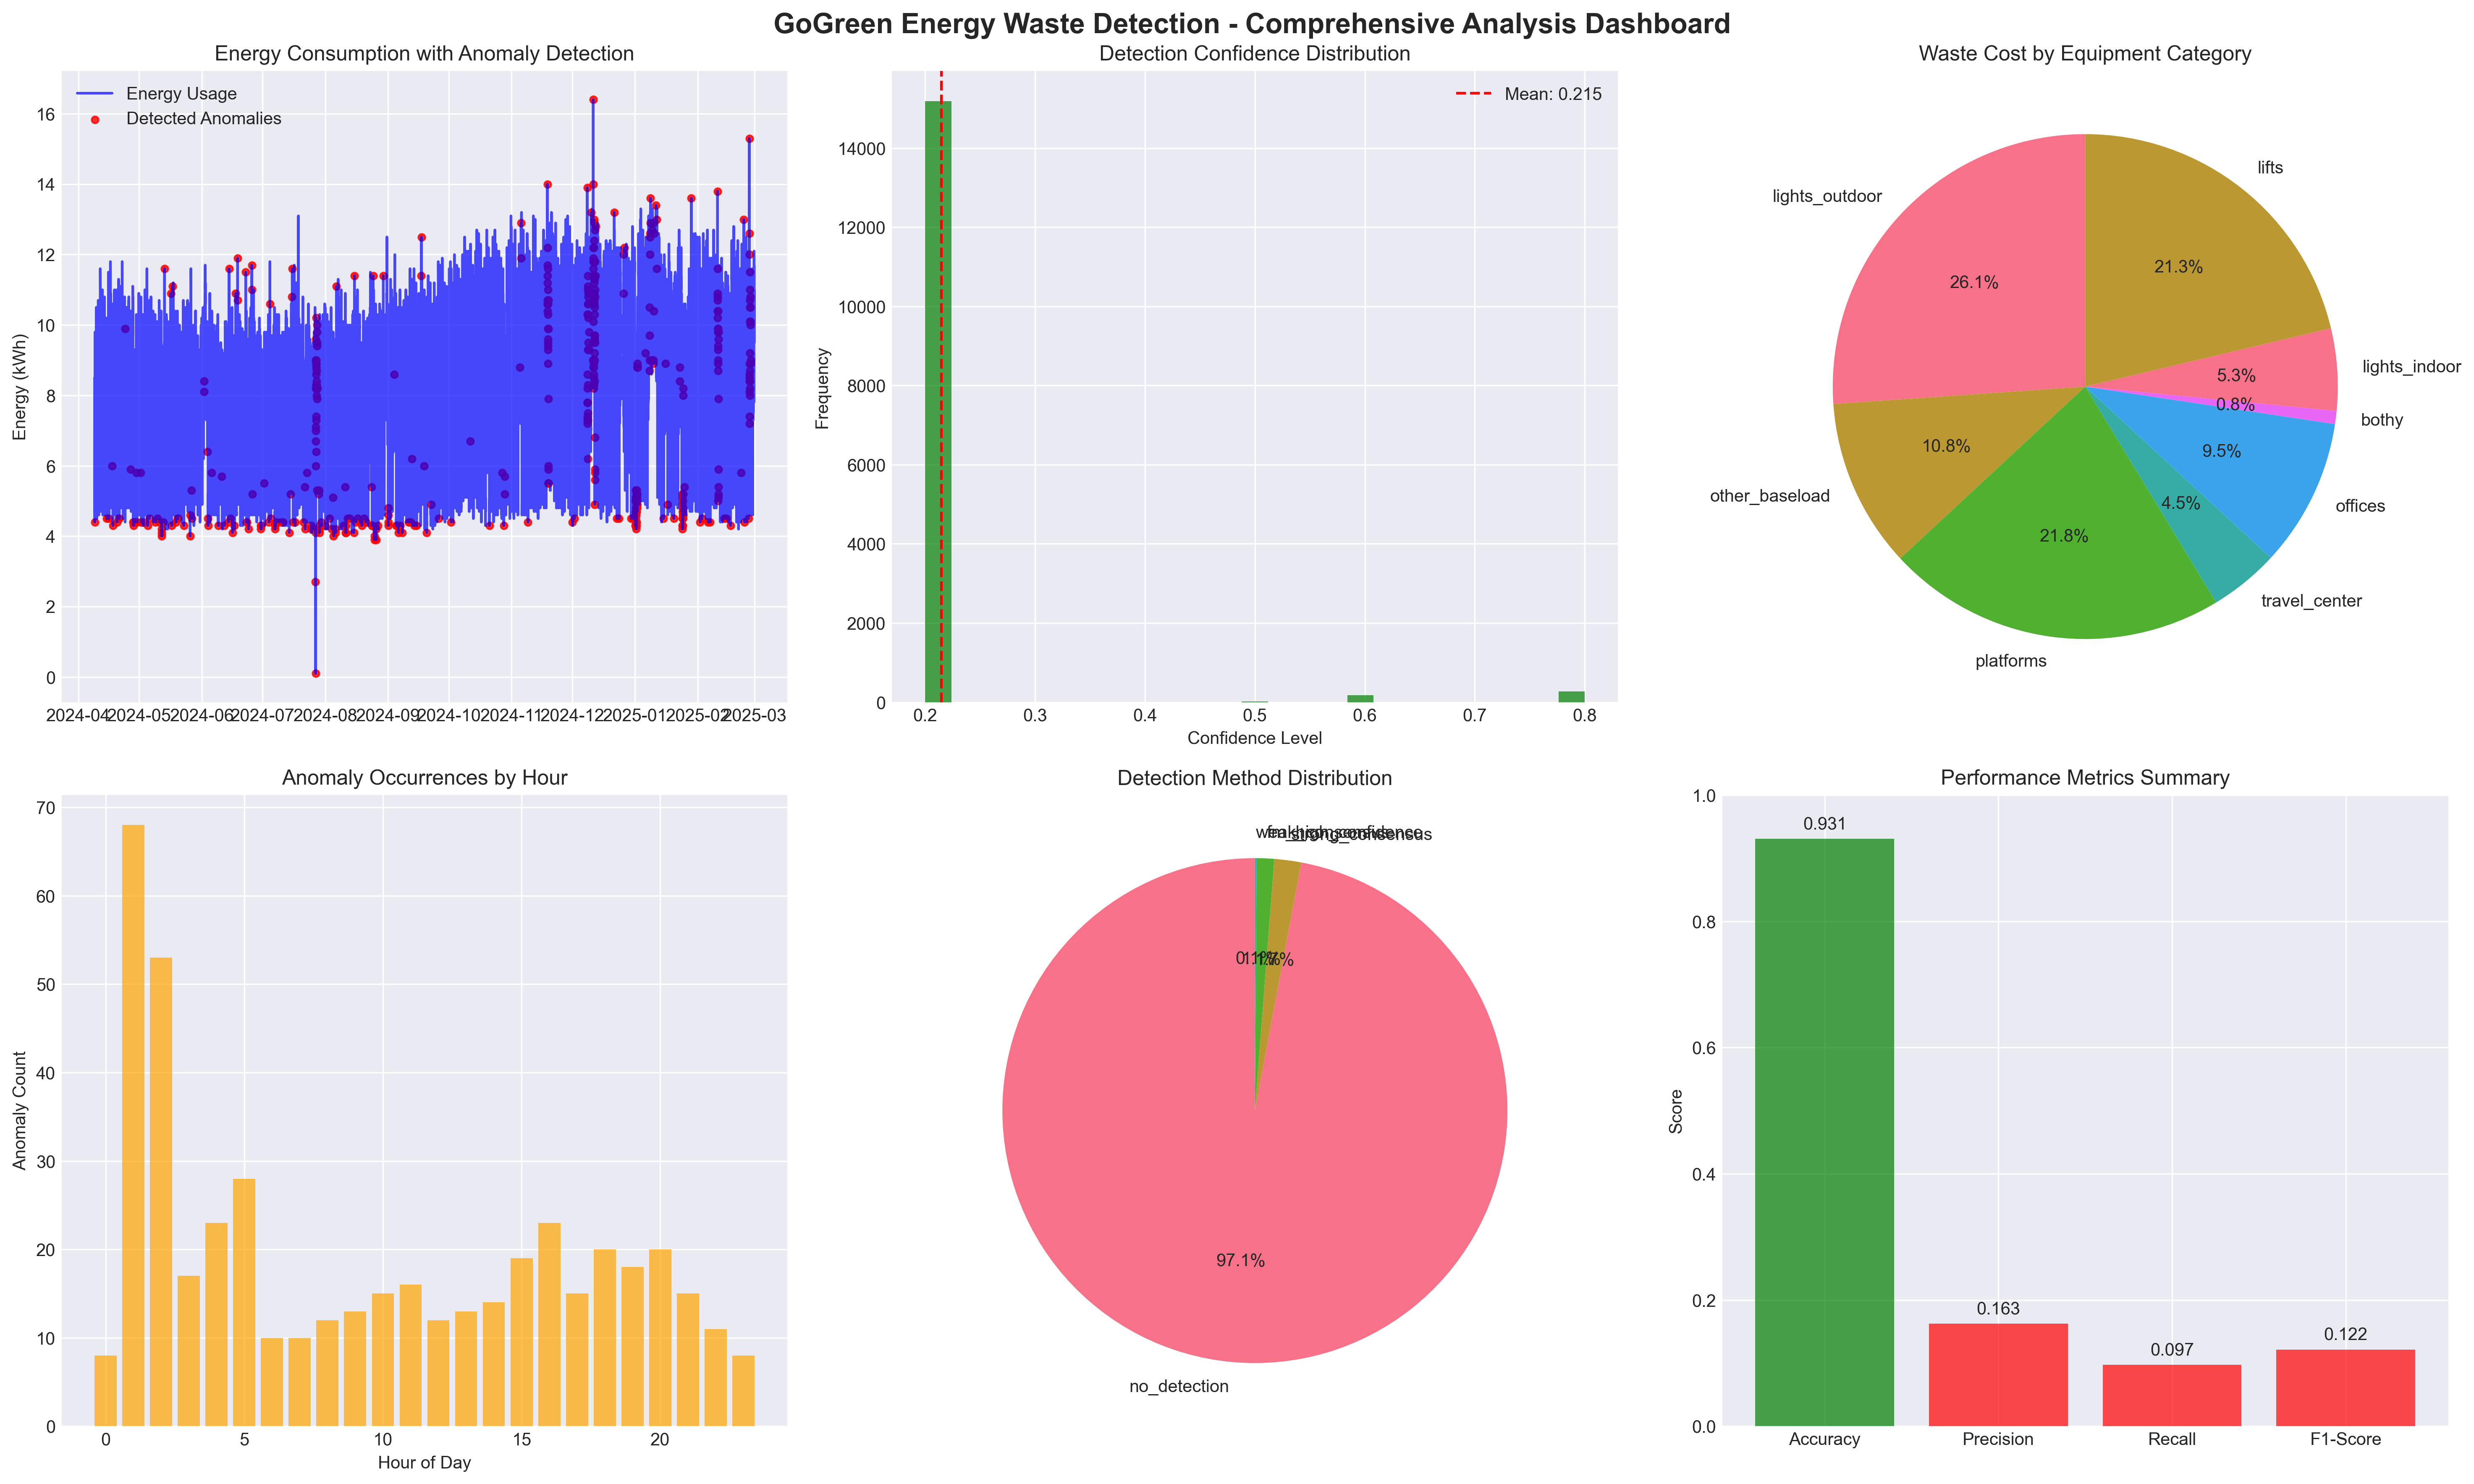 GoGreen Energy Waste Detection - Comprehensive Analysis Dashboard
Energy Consumption with Anomaly Detection
Energy Usage
Detected Anomalies
Energy (kWh)
16
14
12
10
8
6
4
2
0
2024-04 2024-05 2024-06 2024-07 2024-08 2024-09 2024-10 2024-11 2024-12 2025-01 2025-02 2025-03
Detection Confidence Distribution
Mean: 0.215
Frequency
14000
12000
10000
8000
6000
4000
2000
0
0.2 0.3 0.4 0.5 0.6 0.7 0.8
Confidence Level
Waste Cost by Equipment Category
lifts
lights_outdoor
21.3%
26.1%
lights_indoor
5.3%
0.8%
bothy
10.8%
9.5%
other_baseload
4.5%
offices
21.8%
travel_center
platforms
Anomaly Occurrences by Hour
Anomaly Count
70
60
50
40
30
20
10
0
0 5 10 15 20
Hour of Day
Detection Method Distribution
strong_consensus
1.7%
97.1%
no_detection
Performance Metrics Summary
Score
1.0
0.8
0.6
0.4
0.2
0.0
0.931
0.163
0.097
0.122
Accuracy Precision Recall F1-Score